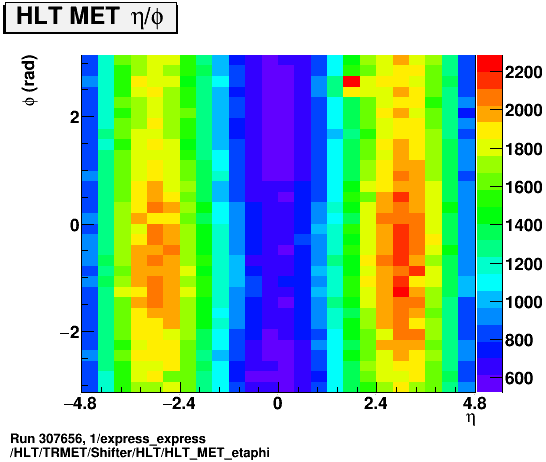 HLT MET η/ϕ
ϕ (rad)
2
0
−2
−4.8 −2.4 0 2.4 4.8
η
2200
2000
1800
1600
1400
1200
1000
800
600
Run 307656, 1/express_express
/HLT/TRMET/Shifter/HLT/HLT_MET_etaphi